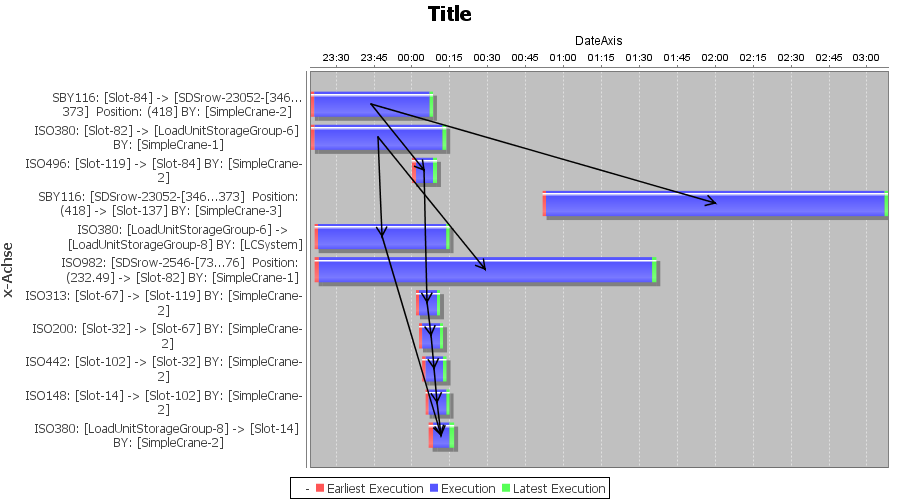 Title
DateAxis
23:30 23:45 00:00 00:15 00:30 00:45 01:00 01:15 01:30 01:45 02:00 02:15 02:30 02:45 03:00
x-Achse
SBY116: [Slot-84] -> [SDSrow-23052-[346...
373] Position: (418] BY: [SimpleCrane-2]
ISO380: [Slot-82] -> [LoadUnitStorageGroup-6]
BY: [SimpleCrane-1]
ISO496: [Slot-119] -> [Slot-84] BY: [SimpleCrane-
2]
SBY116: [SDSrow-23052-[346...373] Position:
(418] -> [Slot-137] BY: [SimpleCrane-3]
ISO380: [LoadUnitStorageGroup-6] ->
[LoadUnitStorageGroup-8] BY: [LCSystem]
ISO982: [SDSrow-2546-[73...76] Position:
(232.49] -> [Slot-82] BY: [SimpleCrane-1]
ISO313: [Slot-67] -> [Slot-119] BY: [SimpleCrane-
2]
ISO200: [Slot-32] -> [Slot-67] BY: [SimpleCrane-
2]
ISO442: [Slot-102] -> [Slot-32] BY: [SimpleCrane-
2]
ISO148: [Slot-14] -> [Slot-102] BY: [SimpleCrane-
2]
ISO380: [LoadUnitStorageGroup-8] -> [Slot-14]
BY: [SimpleCrane-2]
- Earliest Execution Execution Latest Execution